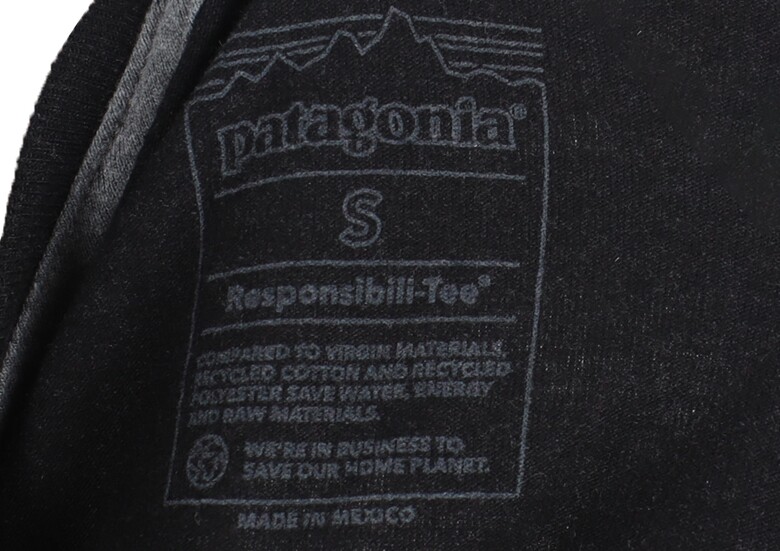 patagonia®
S
Responsibili-Tee®
COMPARED TO VIRGIN MATERIALS,
RECYCLED COTTON AND RECYCLED
POLYESTER SAVE WATER, ENERGY
AND RAW MATERIALS.
WE'RE IN BUSINESS TO
SAVE OUR HOME PLANET.
MADE IN MEXICO